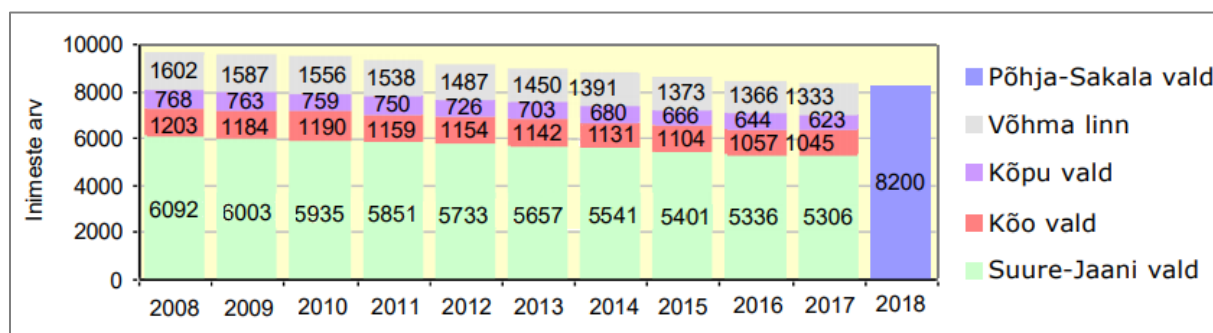 Inimeste arv
10000
8000
6000
4000
2000
0
1602 1587 1556 1538 1487 1450 1391 1373 1366 1333
768 763 759 750 726 703 680 666 644 623
1203 1184 1190 1159 1154 1142 1131 1104 1057 1045
6092 6003 5935 5851 5733 5657 5541 5401 5336 5306
8200
2008 2009 2010 2011 2012 2013 2014 2015 2016 2017 2018
Põhja-Sakala vald
Võhma linn
Kõpu vald
Kõo vald
Suure-Jaani vald